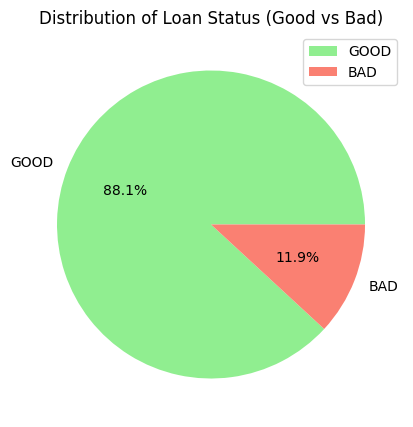 Distribution of Loan Status (Good vs Bad)
GOOD
BAD
GOOD
88.1%
11.9%
BAD